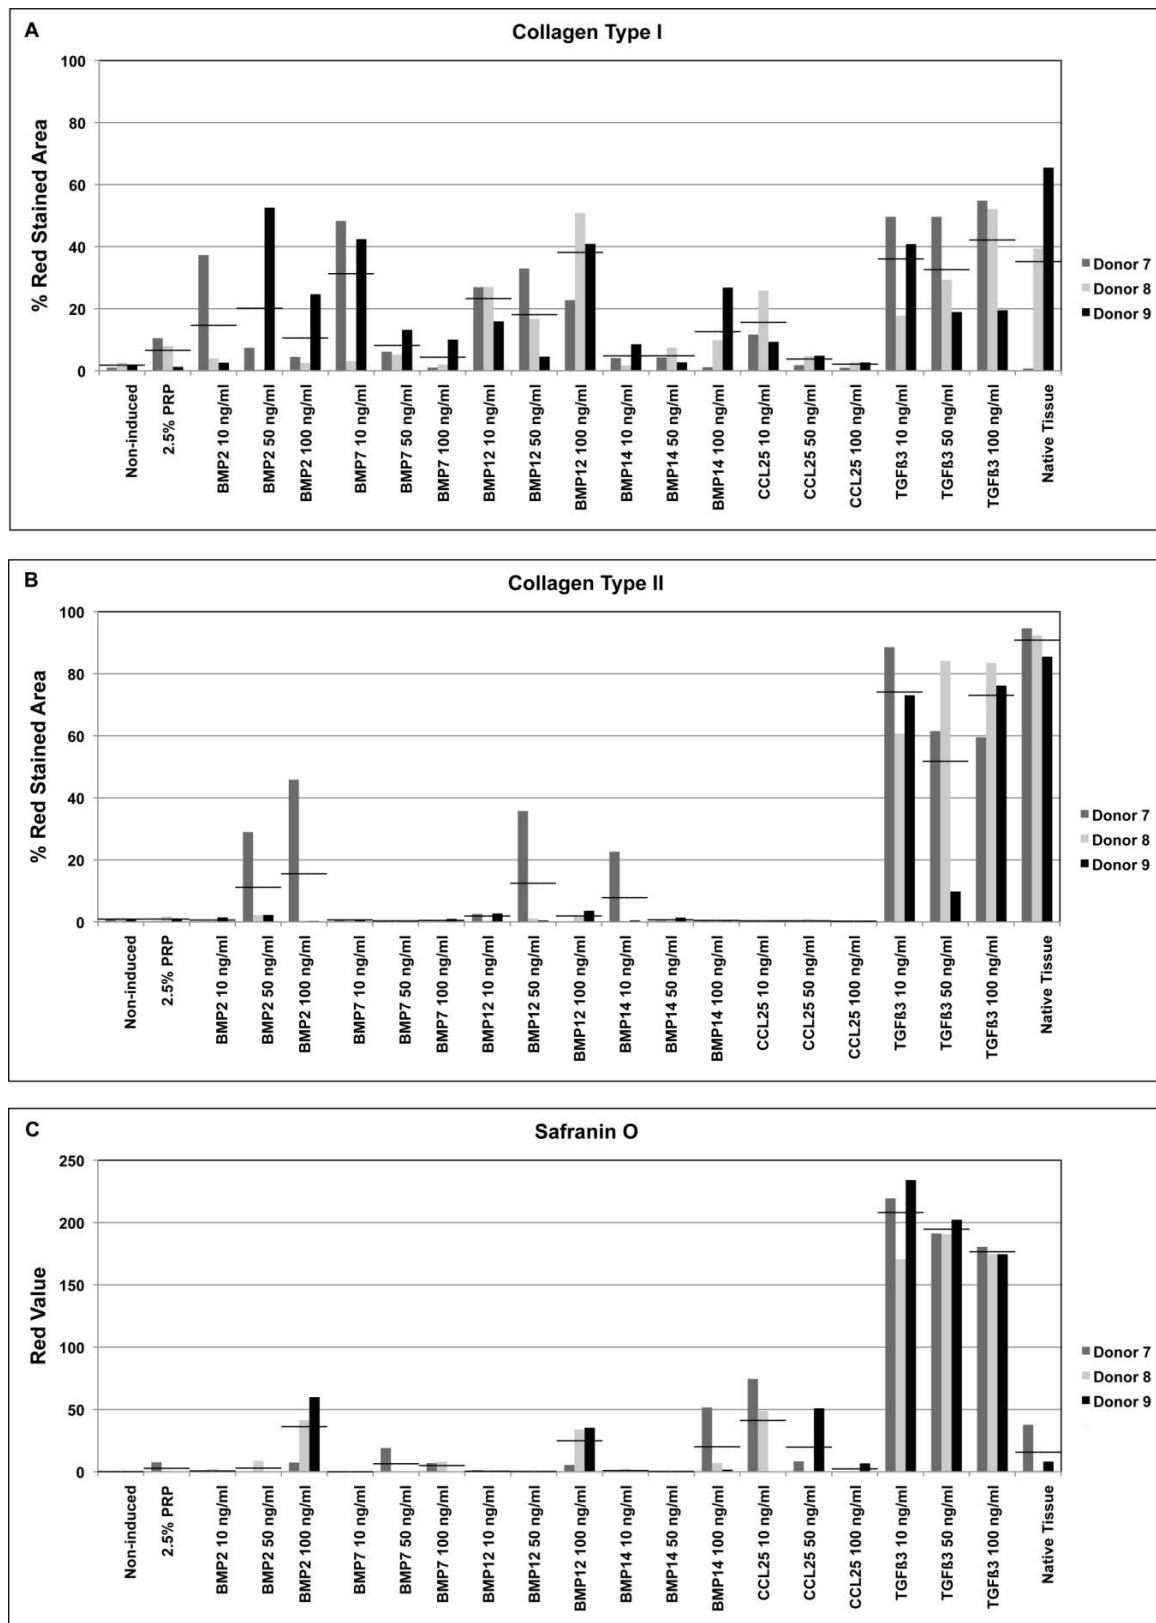 A
Collagen Type I
% Red Stained Area
100
80
60
40
20
0
Non-induced
2.5% PRP
BMP2 10 ng/ml
BMP2 50 ng/ml
BMP2 100 ng/ml
BMP7 10 ng/ml
BMP7 50 ng/ml
BMP7 100 ng/ml
BMP12 10 ng/ml
BMP12 50 ng/ml
BMP12 100 ng/ml
BMP14 10 ng/ml
BMP14 50 ng/ml
BMP14 100 ng/ml
CCL25 10 ng/ml
CCL25 50 ng/ml
CCL25 100 ng/ml
TGFß3 10 ng/ml
TGFß3 50 ng/ml
TGFß3 100 ng/ml
Native Tissue
Donor 7
Donor 8
Donor 9
B
Collagen Type II
% Red Stained Area
100
80
60
40
20
0
Non-induced
2.5% PRP
BMP2 10 ng/ml
BMP2 50 ng/ml
BMP2 100 ng/ml
BMP7 10 ng/ml
BMP7 50 ng/ml
BMP7 100 ng/ml
BMP12 10 ng/ml
BMP12 50 ng/ml
BMP12 100 ng/ml
BMP14 10 ng/ml
BMP14 50 ng/ml
BMP14 100 ng/ml
CCL25 10 ng/ml
CCL25 50 ng/ml
CCL25 100 ng/ml
TGFß3 10 ng/ml
TGFß3 50 ng/ml
TGFß3 100 ng/ml
Native Tissue
Donor 7
Donor 8
Donor 9
C
Safranin O
Red Value
250
200
150
100
50
0
Non-induced
2.5% PRP
BMP2 10 ng/ml
BMP2 50 ng/ml
BMP2 100 ng/ml
BMP7 10 ng/ml
BMP7 50 ng/ml
BMP7 100 ng/ml
BMP12 10 ng/ml
BMP12 50 ng/ml
BMP12 100 ng/ml
BMP14 10 ng/ml
BMP14 50 ng/ml
BMP14 100 ng/ml
CCL25 10 ng/ml
CCL25 50 ng/ml
CCL25 100 ng/ml
TGFß3 10 ng/ml
TGFß3 50 ng/ml
TGFß3 100 ng/ml
Native Tissue
Donor 7
Donor 8
Donor 9